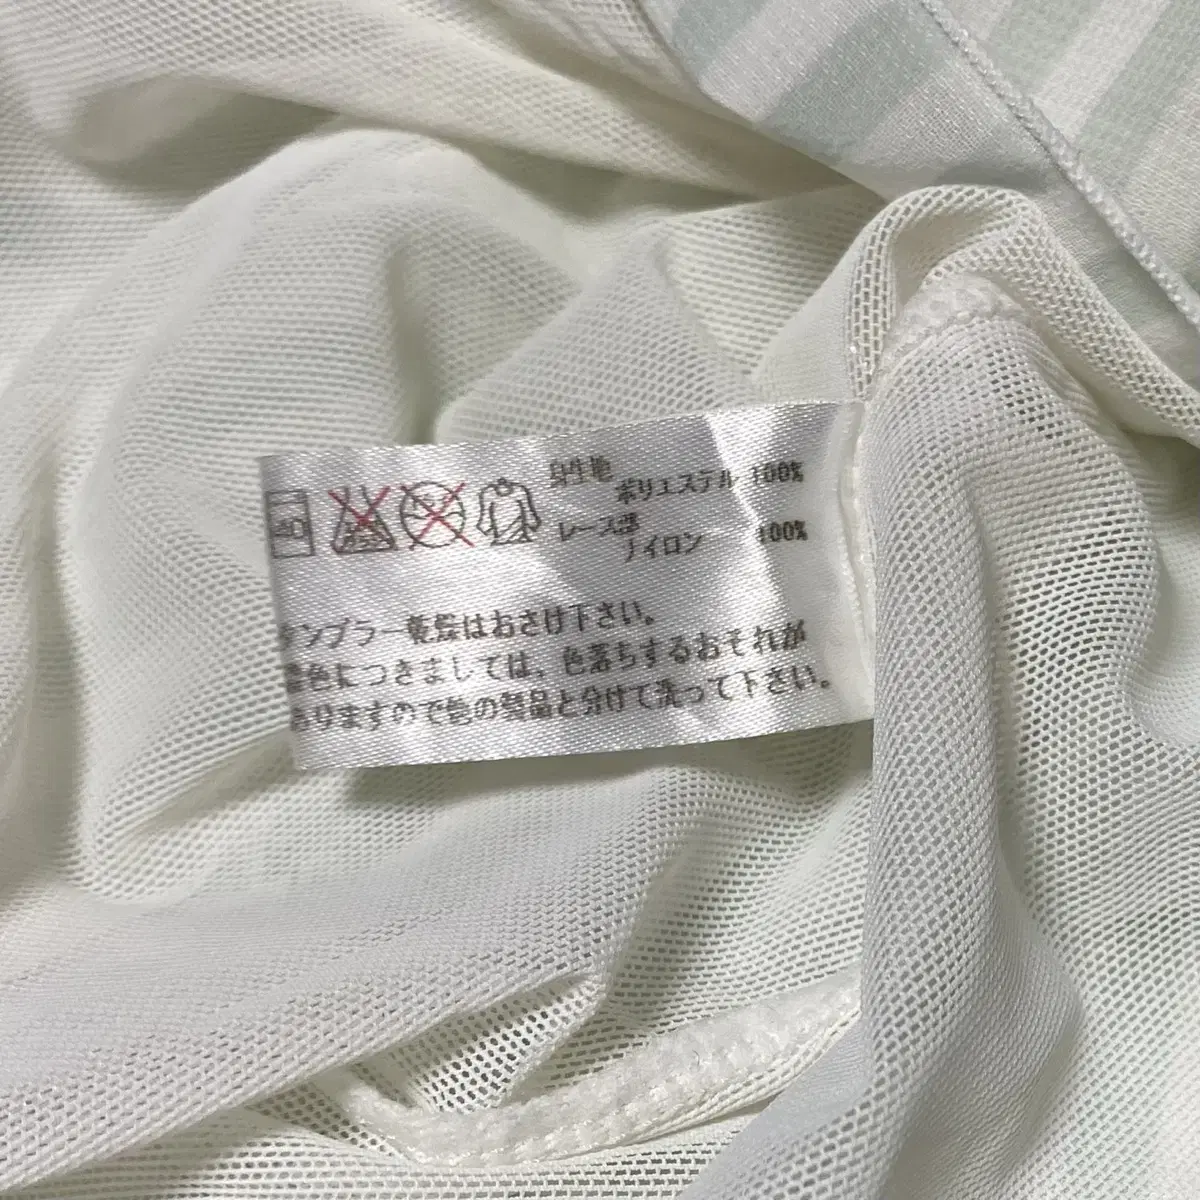 40
身生地
ポリエステル 100%
レース部
ナイロン 100%
タンブラー乾燥はおさけ下さい。
濃色につきましては、色落ちするおそれが
ありますので他の製品と分けて洗って下さい。